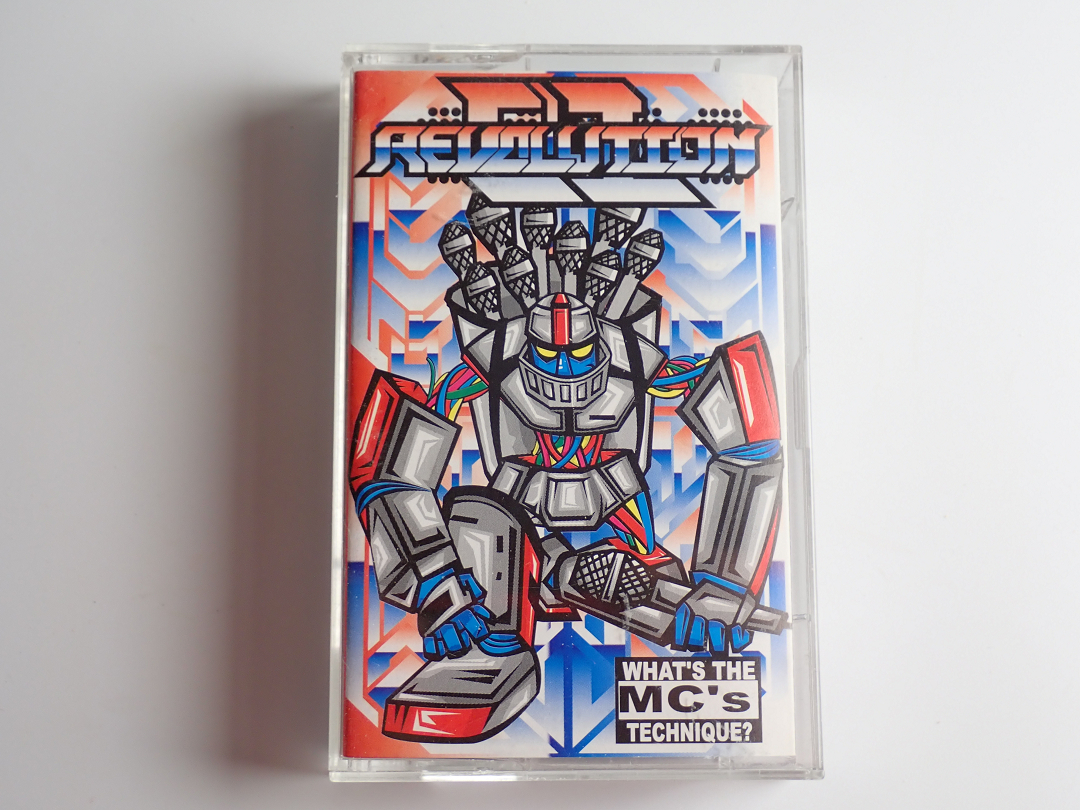 REVOLUTION
WHAT'S THE
MC's
TECHNIQUE?